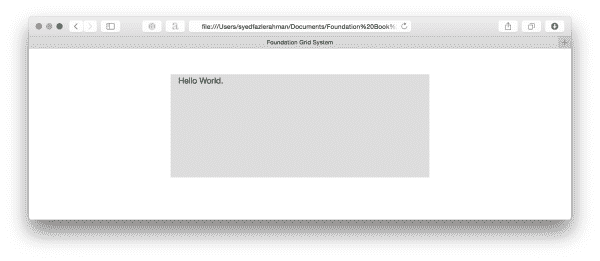 file:///Users/syedfazlerahman/Documents/Foundation%20Book%
Foundation Grid System
Hello World.